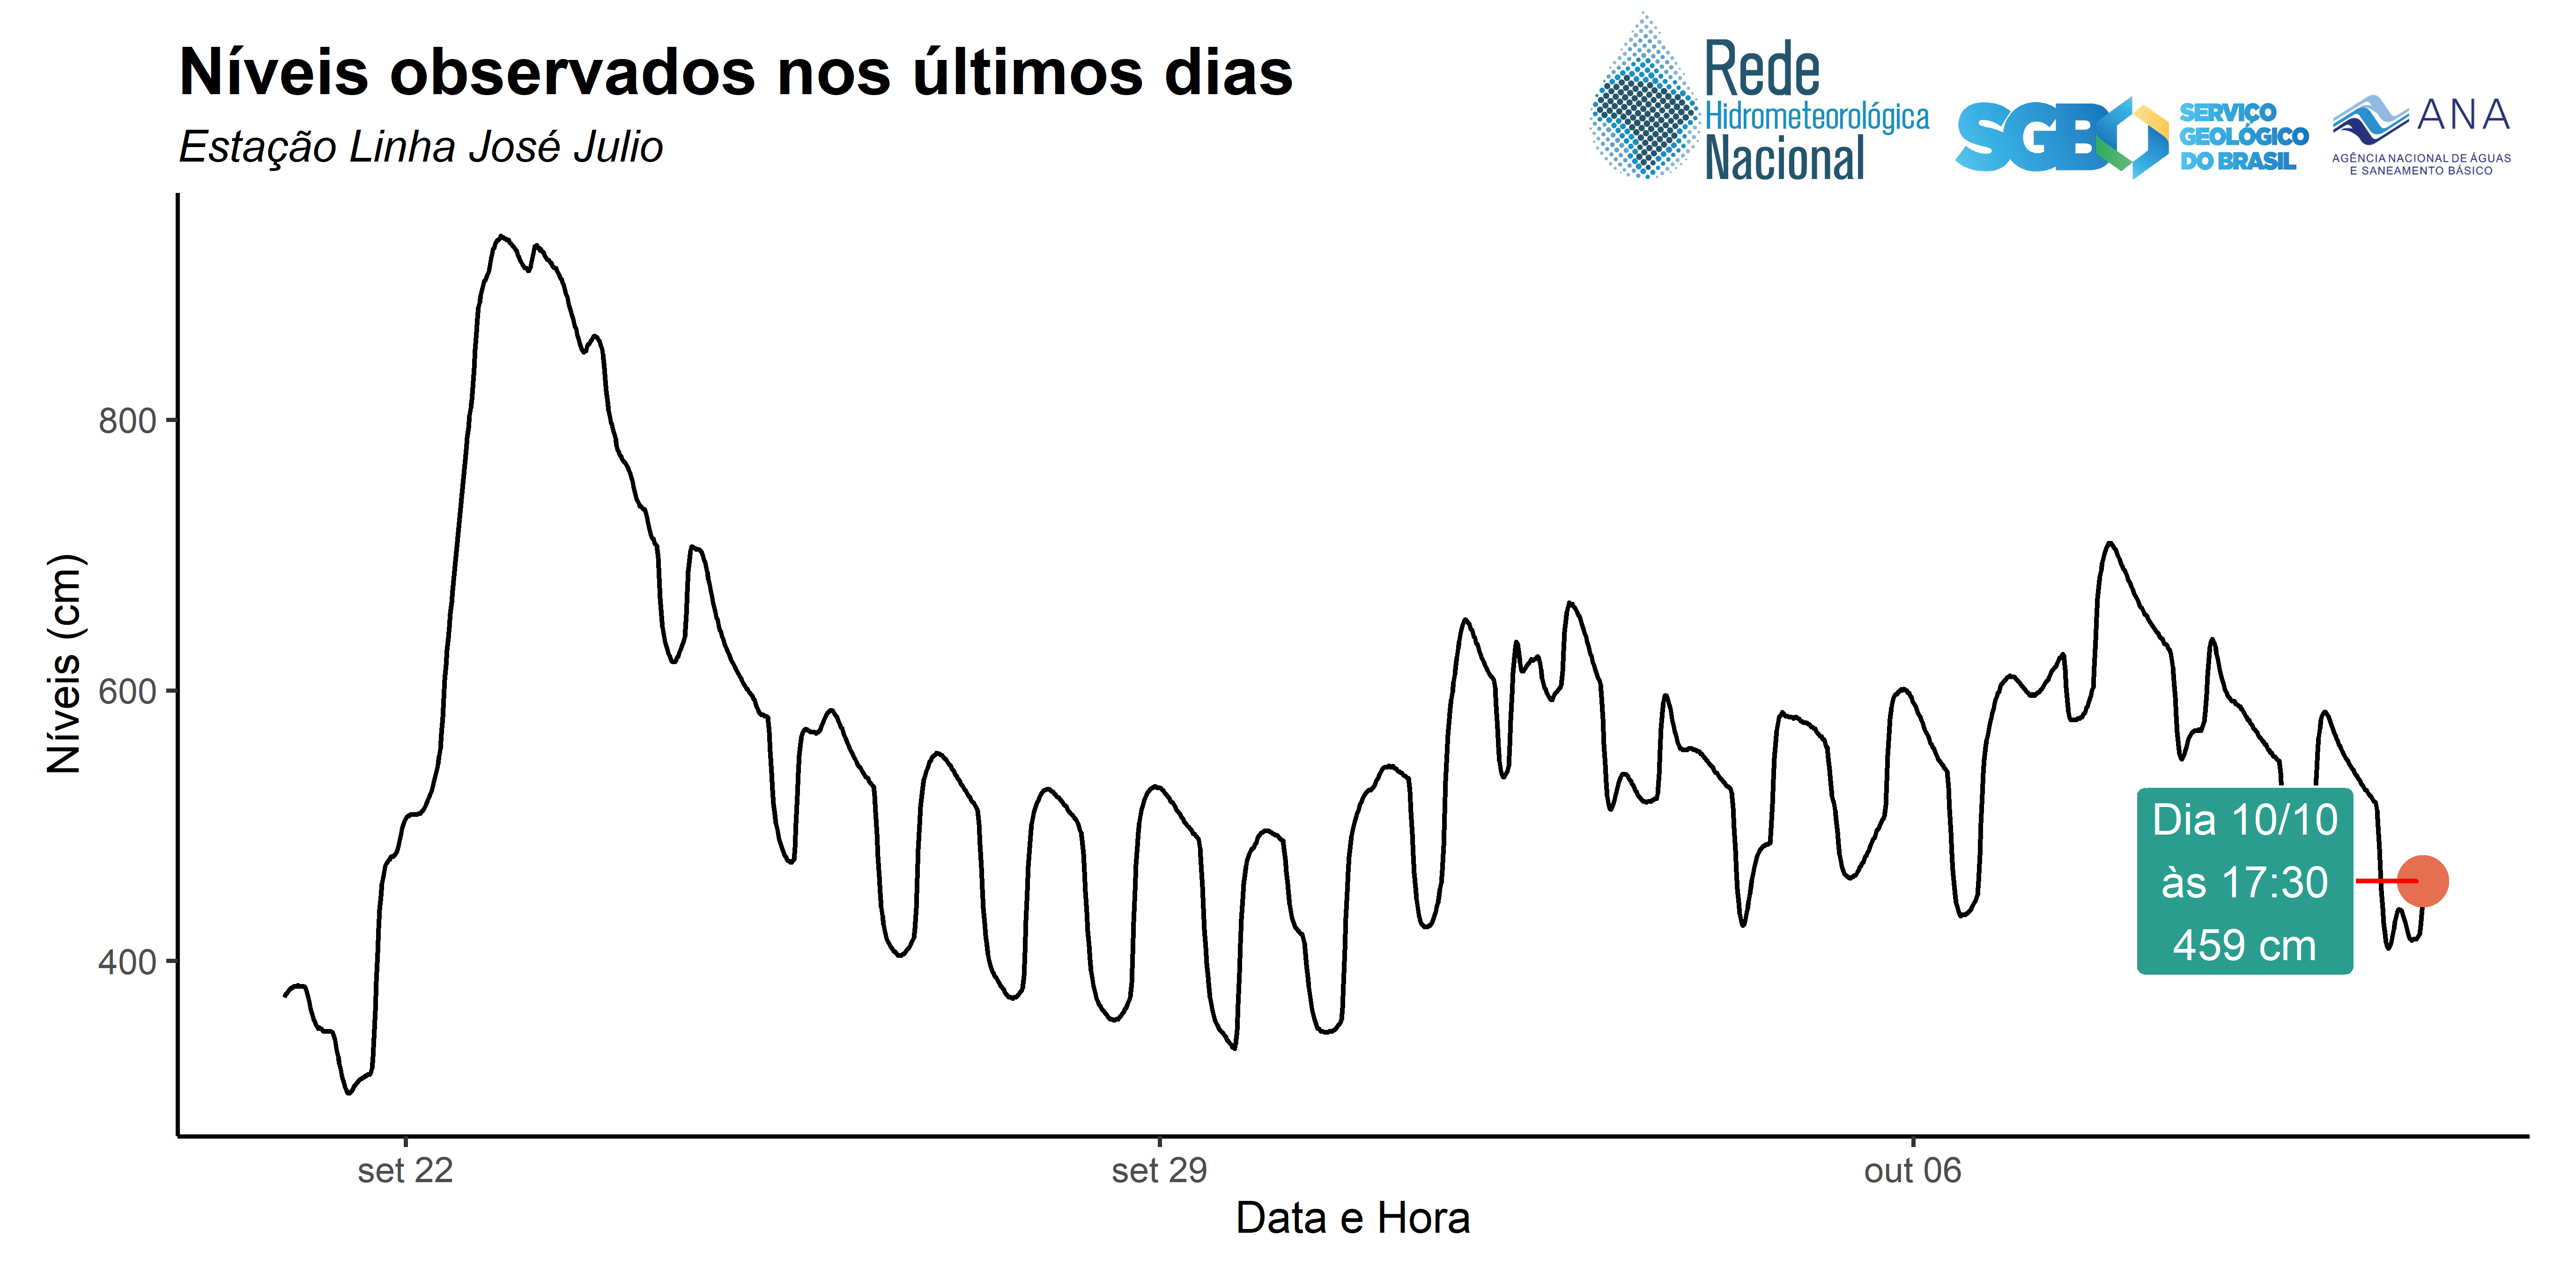 Níveis observados nos últimos dias
Estação Linha José Julio
Rede
Hidrometeorológica
Nacional
SGB
SERVIÇO
GEOLÓGICO
DO BRASIL
ANA
AGÊNCIA NACIONAL DE ÁGUAS
E SANEAMENTO BÁSICO
Níveis (cm)
800
600
400
Dia 10/10
às 17:30
459 cm
set 22
set 29
out 06
Data e Hora